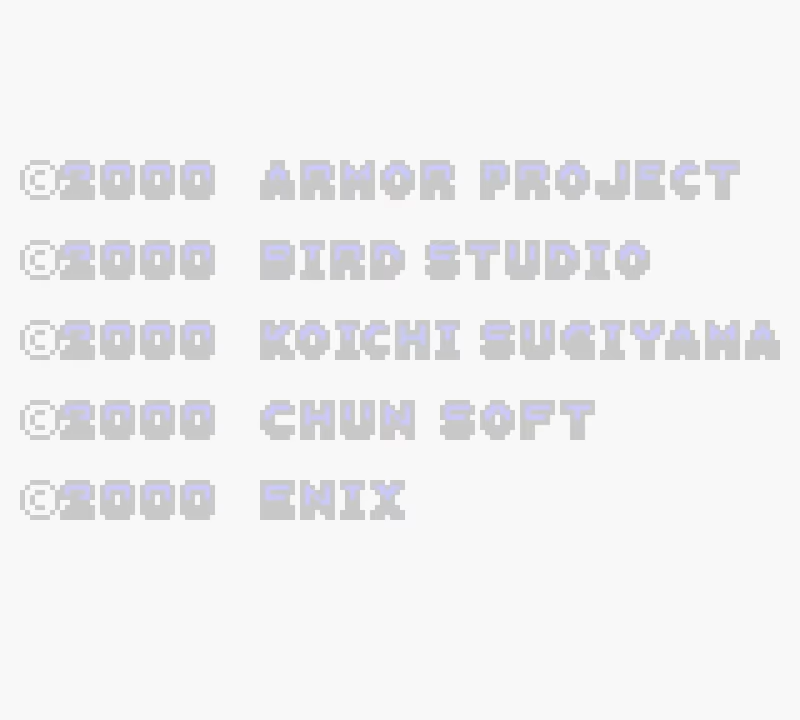 ©2000 ARMOR PROJECT
©2000 BIRD STUDIO
©2000 KOICHI SUGIYAMA
©2000 CHUN SOFT
©2000 ENIX